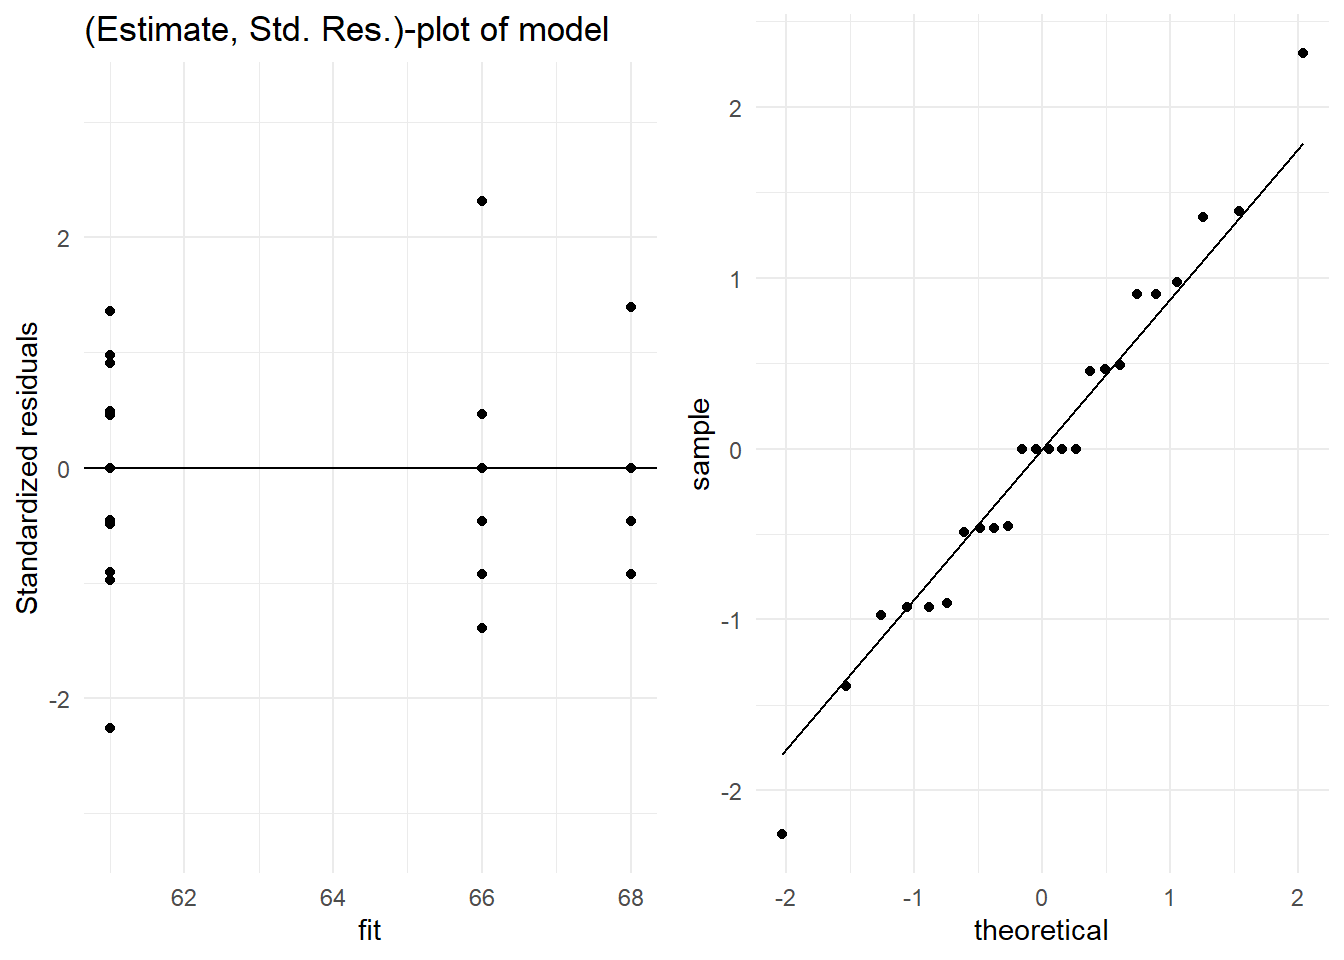 (Estimate, Std. Res.)-plot of model
Standardized residuals
2
0
-2
62 64 66 68
fit
sample
2
1
0
-1
-2
-2 -1 0 1 2
theoretical